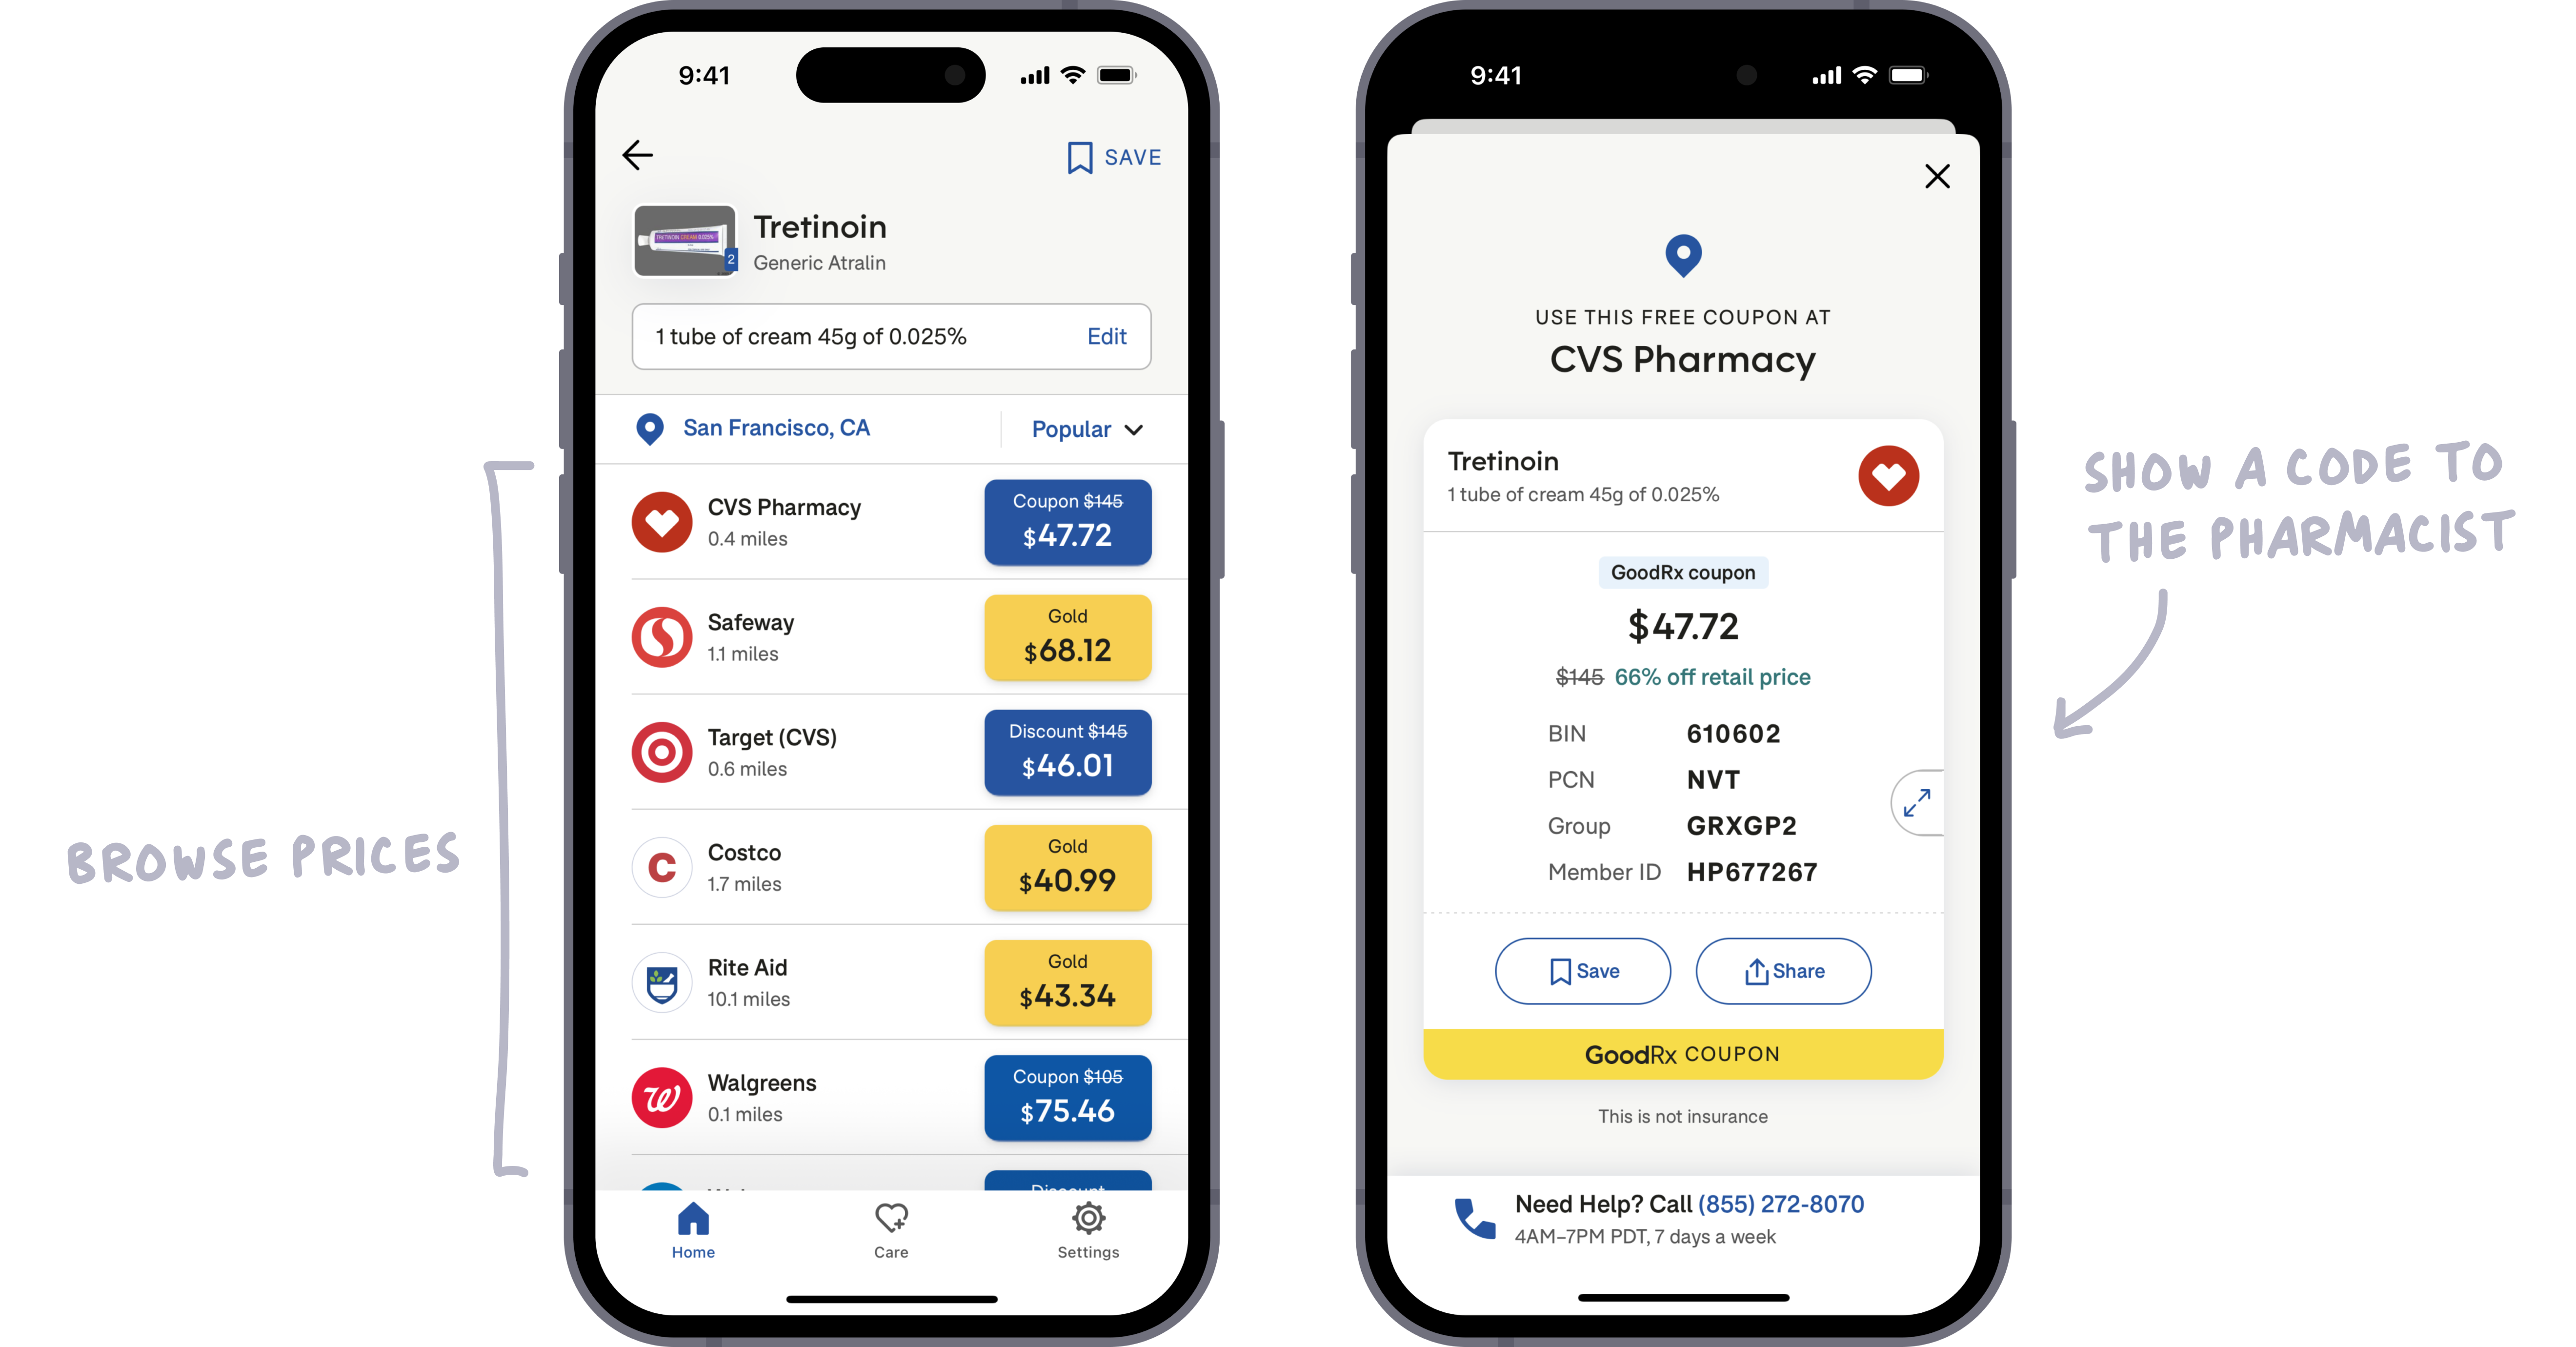 BROWSE PRICES
9:41
SAVE
TRETINOIN CREAM 0.025%
2
Tretinoin
Generic Atralin
1 tube of cream 45g of 0.025%
Edit
San Francisco, CA
Popular
CVS Pharmacy
0.4 miles
Coupon $145
$47.72
Safeway
1.1 miles
Gold
$68.12
Target (CVS)
0.6 miles
Discount $145
$46.01
C
Costco
1.7 miles
Gold
$40.99
Rite Aid
10.1 miles
Gold
$43.34
W
Walgreens
0.1 miles
Coupon $105
$75.46
Discount
Home
Care
Settings
9:41
USE THIS FREE COUPON AT
CVS Pharmacy
Tretinoin
1 tube of cream 45g of 0.025%
GoodRx coupon
$47.72
$145 66% off retail price
BIN 610602
PCN NVT
Group GRXGP2
Member ID HP677267
Save
Share
GoodRx COUPON
This is not insurance
Need Help? Call (855) 272-8070
4AM–7PM PDT, 7 days a week
SHOW A CODE TO
THE PHARMACIST